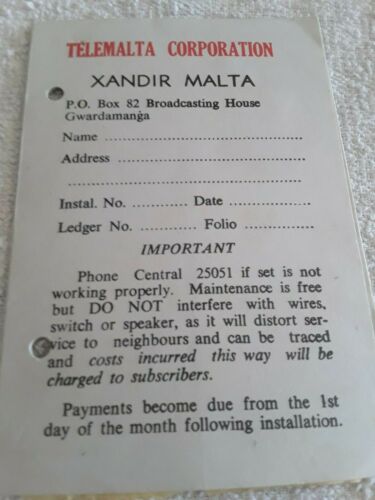 TELEMALTA CORPORATION
XANDIR MALTA
P.O. Box 82 Broadcasting House
Gwardamanġa
Name ......................................................
Address ................................................
..................................................................
Instal. No. ............ Date ....................
Ledger No. ............ Folio .................
IMPORTANT
Phone Central 25051 if set is not
working properly. Maintenance is free
but DO NOT interfere with wires,
switch or speaker, as it will distort ser-
vice to neighbours and can be traced
and costs incurred this way will be
charged to subscribers.
Payments become due from the 1st
day of the month following installation.